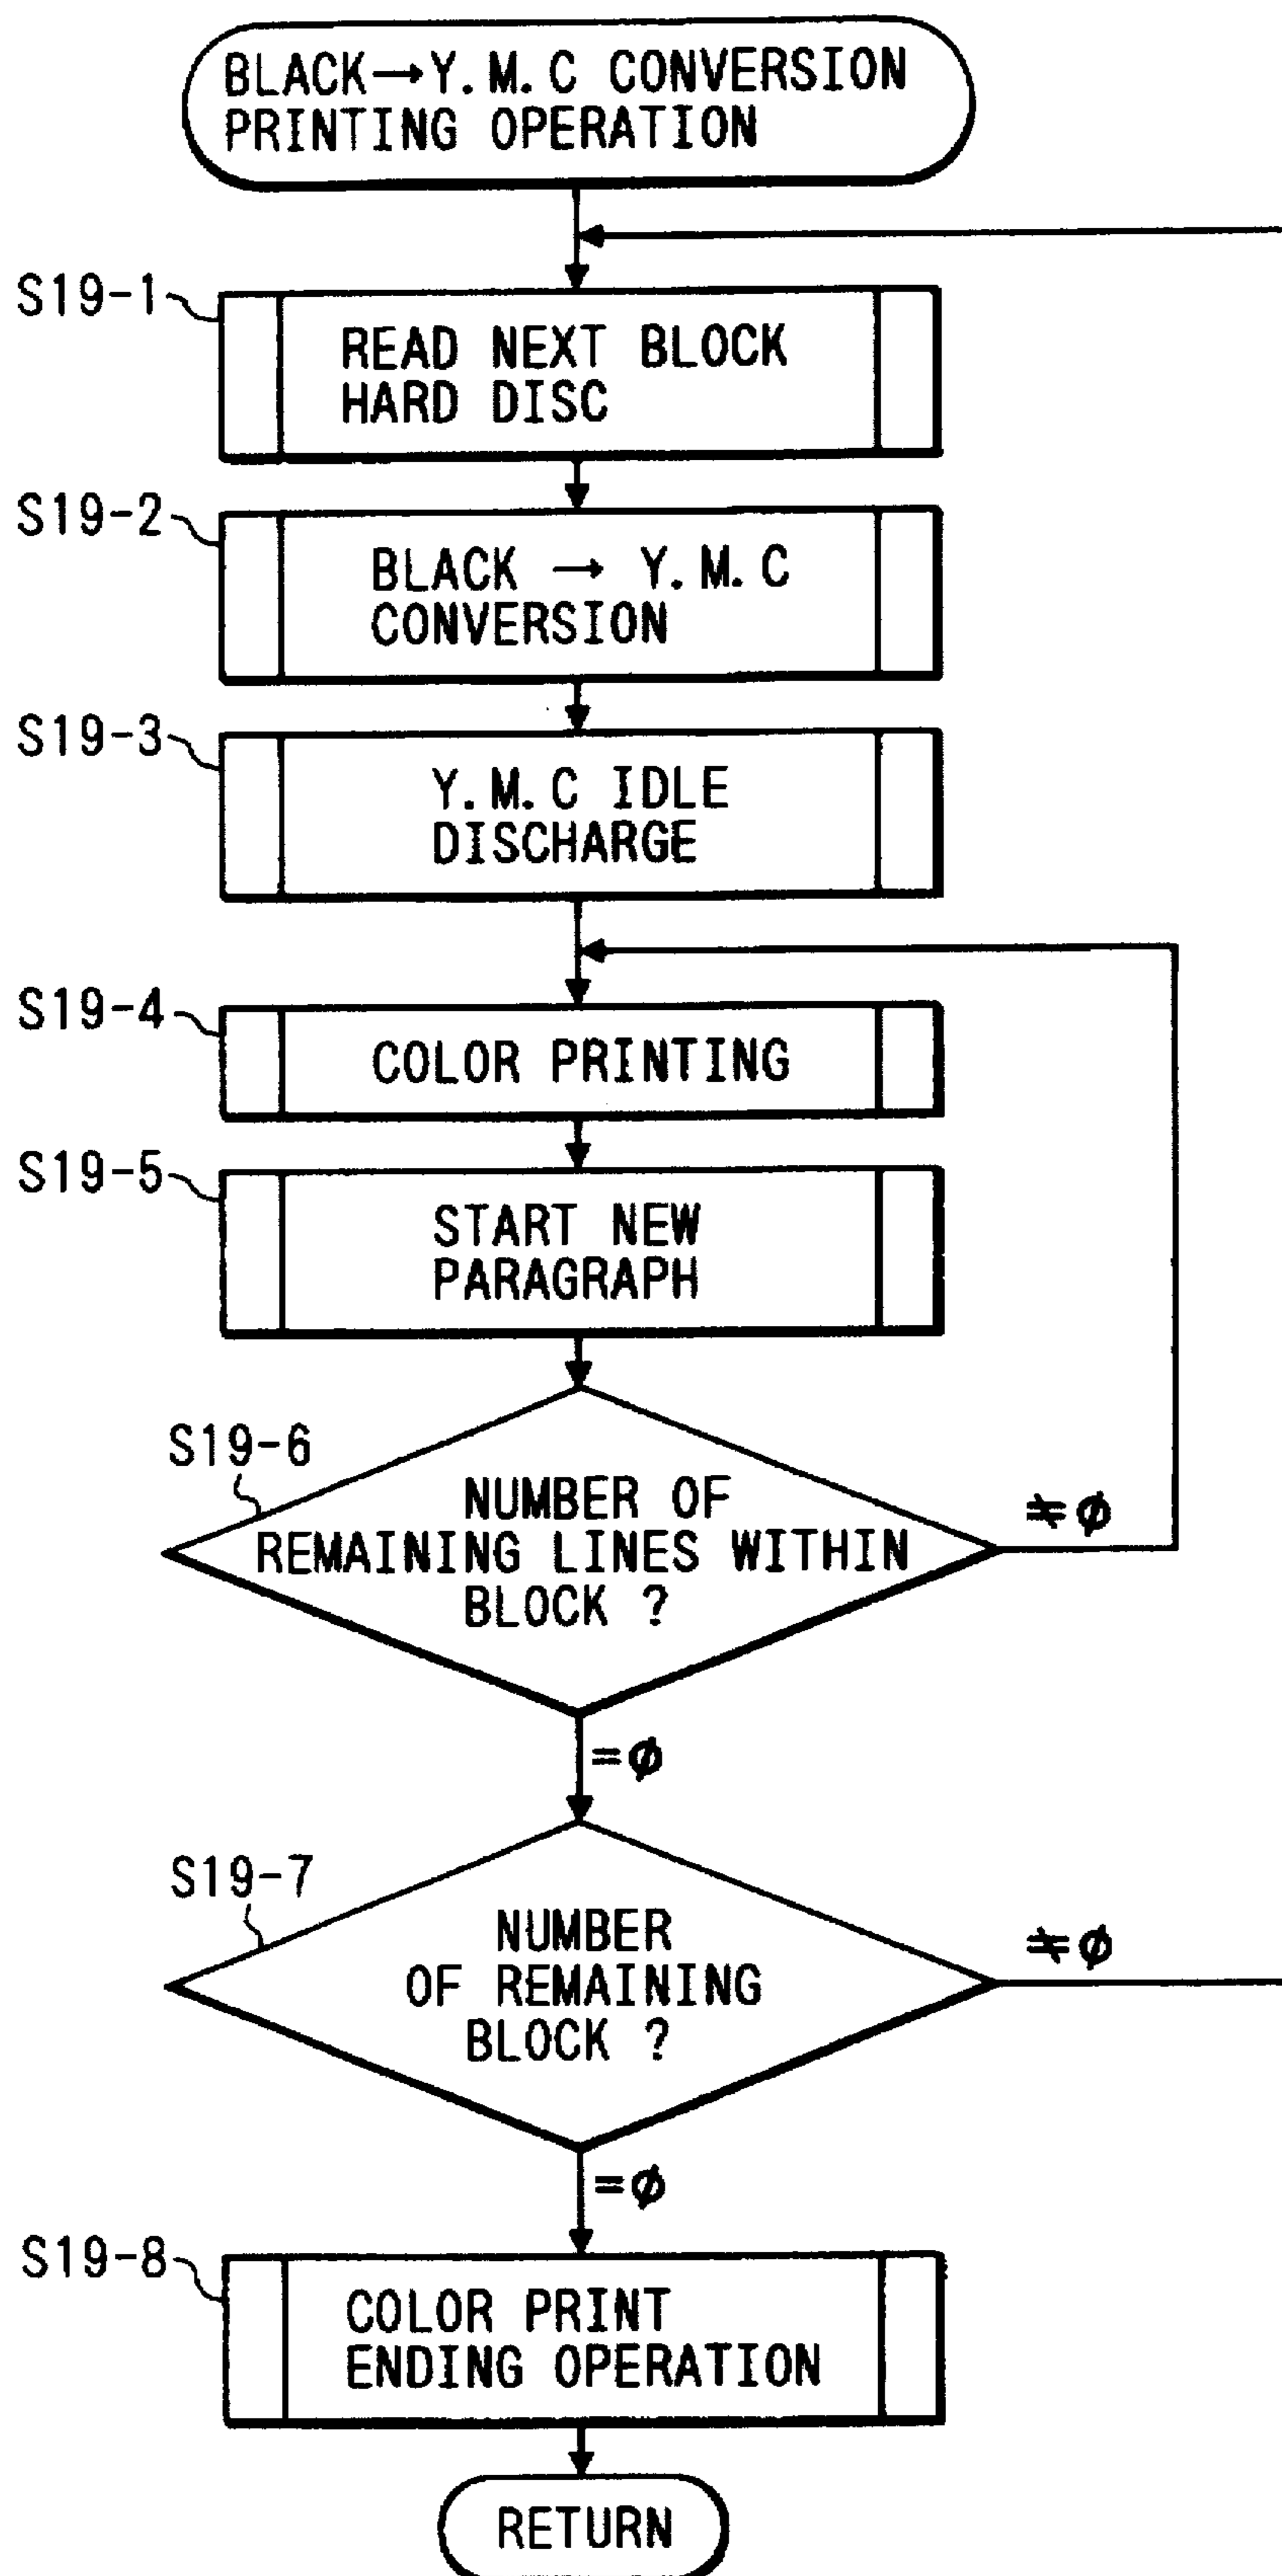 BLACK→Y.M.C CONVERSION
PRINTING OPERATION
S19-1
READ NEXT BLOCK
HARD DISC
S19-2
BLACK → Y.M.C
CONVERSION
S19-3
Y.M.C IDLE
DISCHARGE
S19-4
COLOR PRINTING
S19-5
START NEW
PARAGRAPH
S19-6
NUMBER OF
REMAINING LINES WITHIN
BLOCK ?
≠Ø
=Ø
S19-7
NUMBER
OF REMAINING
BLOCK ?
≠Ø
=Ø
S19-8
COLOR PRINT
ENDING OPERATION
RETURN